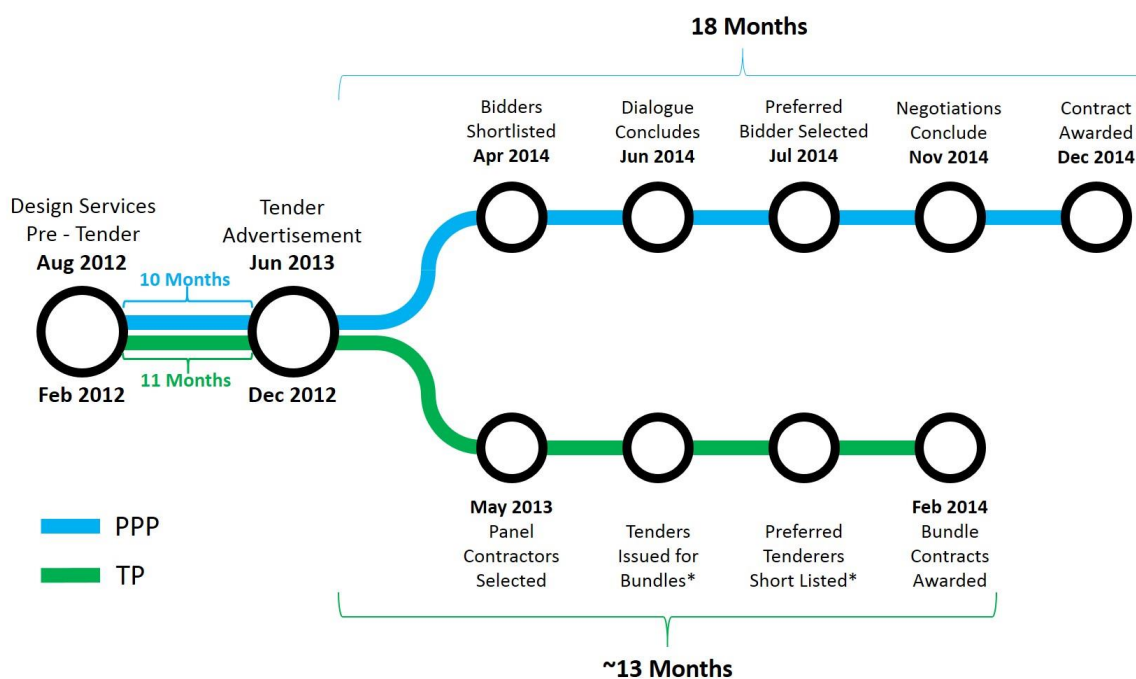 18 Months
Bidders
Shortlisted
Apr 2014
Dialogue
Concludes
Jun 2014
Preferred
Bidder Selected
Jul 2014
Negotiations
Conclude
Nov 2014
Contract
Awarded
Dec 2014
Design Services
Pre - Tender
Aug 2012
Tender
Advertisement
Jun 2013
10 Months
11 Months
Feb 2012
Dec 2012
May 2013
Panel
Contractors
Selected
Tenders
Issued for
Bundles*
Preferred
Tenderers
Short Listed*
Feb 2014
Bundle
Contracts
Awarded
PPP
TP
~13 Months